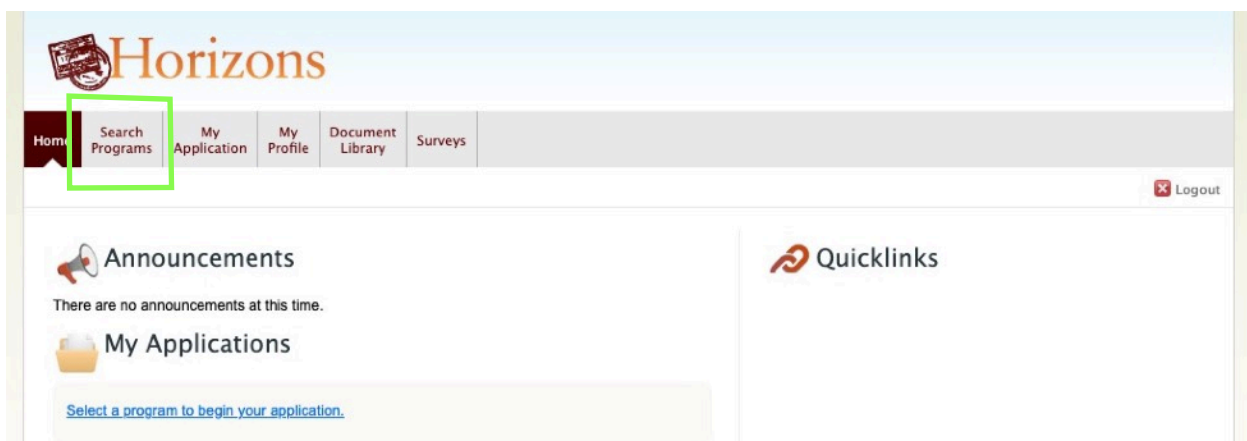 Horizons
Home
Search
Programs
My
Application
My
Profile
Document
Library
Surveys
Logout
Announcements
Quicklinks
There are no announcements at this time.
My Applications
Select a program to begin your application.